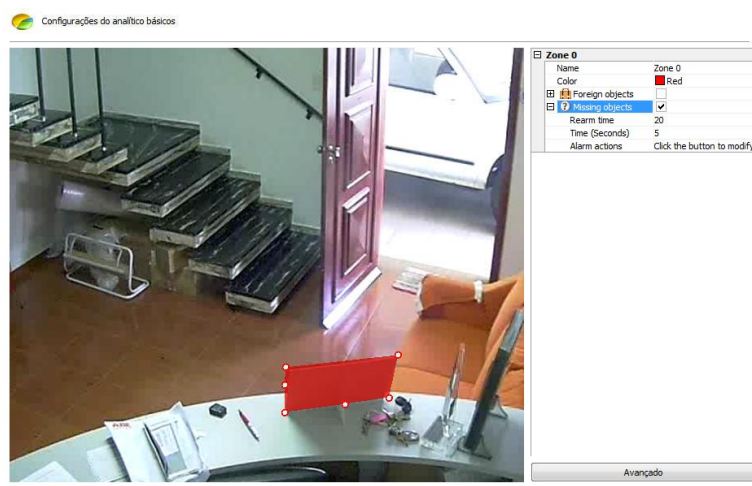 Configurações do analítico básicos
Zone 0
Name Zone 0
Color Red
Foreign objects
Missing objects
Rearm time 20
Time (Seconds) 5
Alarm actions Click the button to modify
Avançado